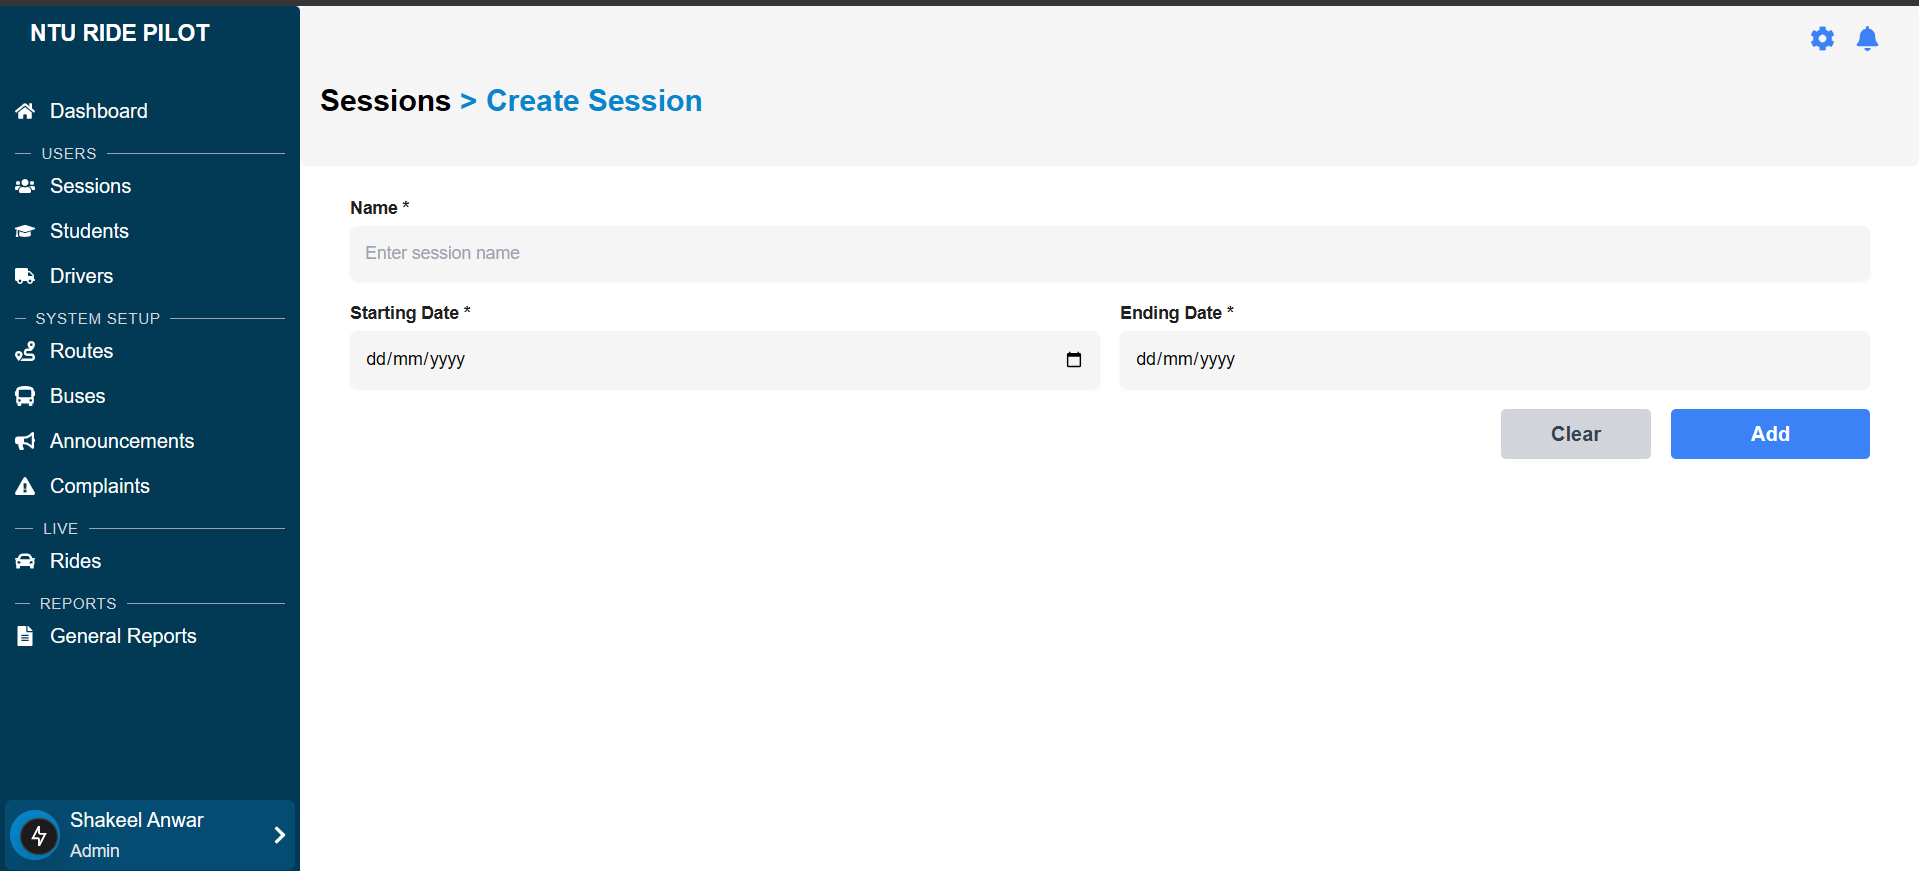 NTU RIDE PILOT
Dashboard
USERS
Sessions
Students
Drivers
SYSTEM SETUP
Routes
Buses
Announcements
Complaints
LIVE
Rides
REPORTS
General Reports
Shakeel Anwar
Admin
Sessions > Create Session
Name *
Enter session name
Starting Date * Ending Date *
dd/mm/yyyy dd/mm/yyyy
Clear Add